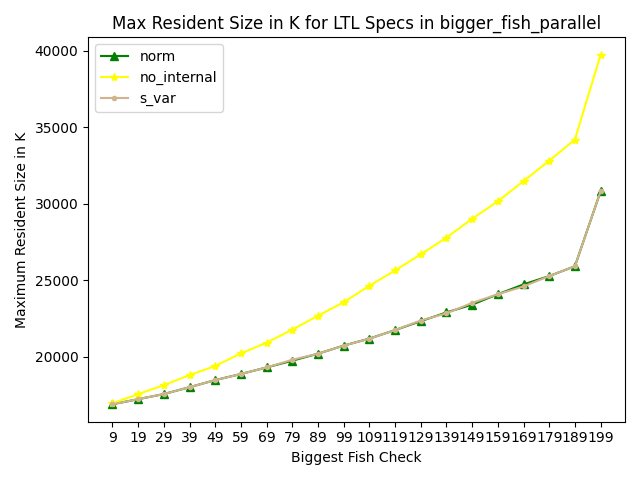 Max Resident Size in K for LTL Specs in bigger_fish_parallel
norm
no_internal
s_var
Maximum Resident Size in K
40000
35000
30000
25000
20000
9 19 29 39 49 59 69 79 89 99 109 119 129 139 149 159 169 179 189 199
Biggest Fish Check